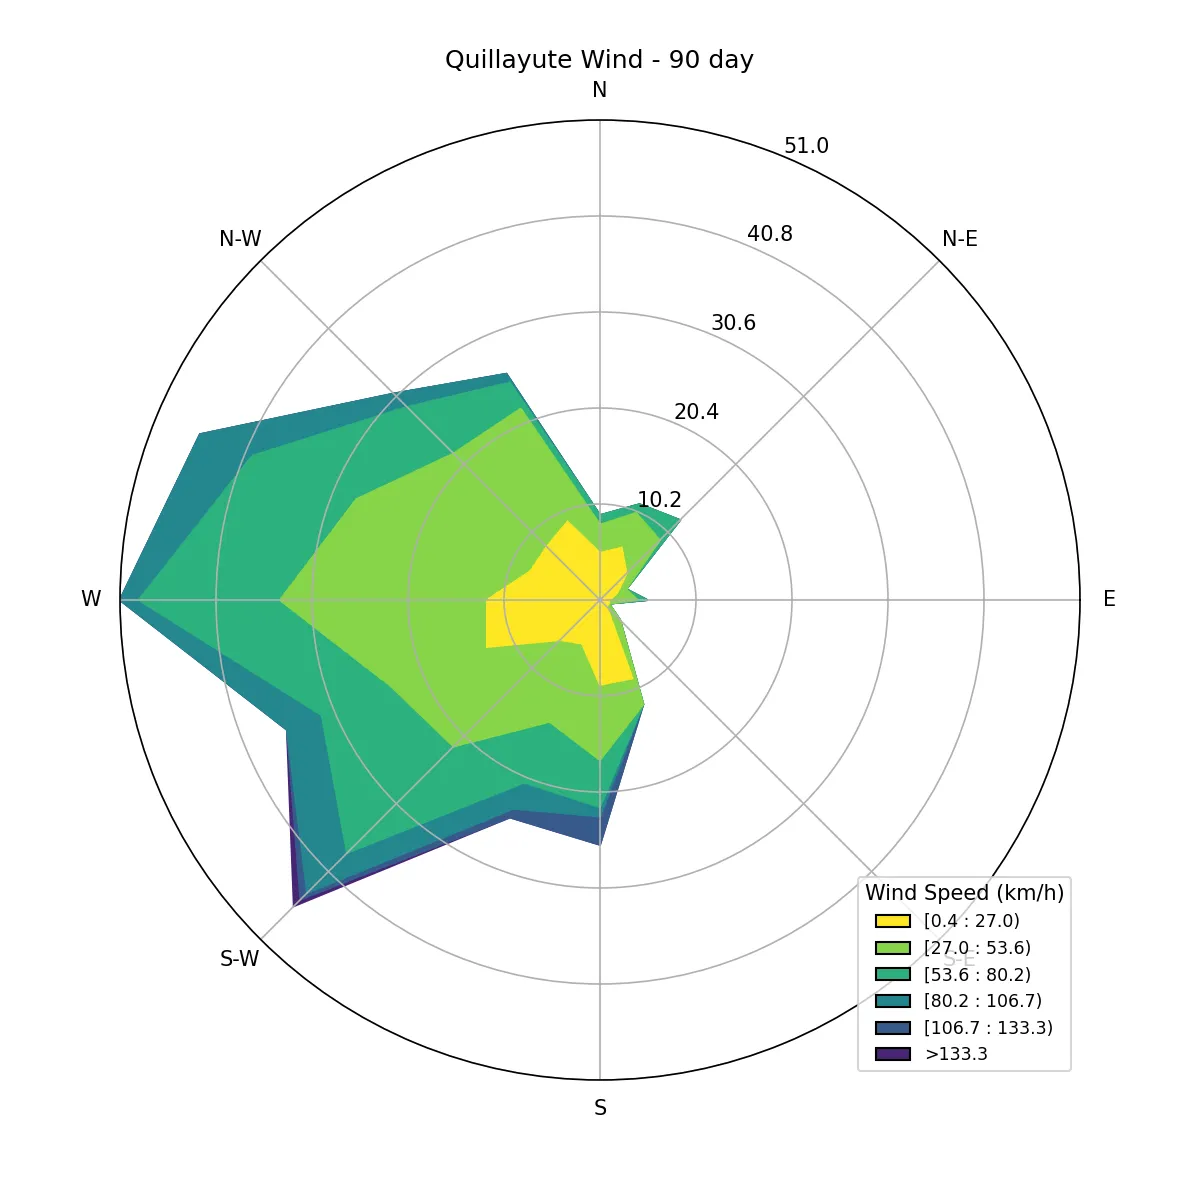 Quillayute Wind - 90 day
N
51.0
N-W
40.8
N-E
30.6
20.4
10.2
W
E
S-W
S-E
S
Wind Speed (km/h)
[0.4 : 27.0)
[27.0 : 53.6)
[53.6 : 80.2)
[80.2 : 106.7)
[106.7 : 133.3)
>133.3